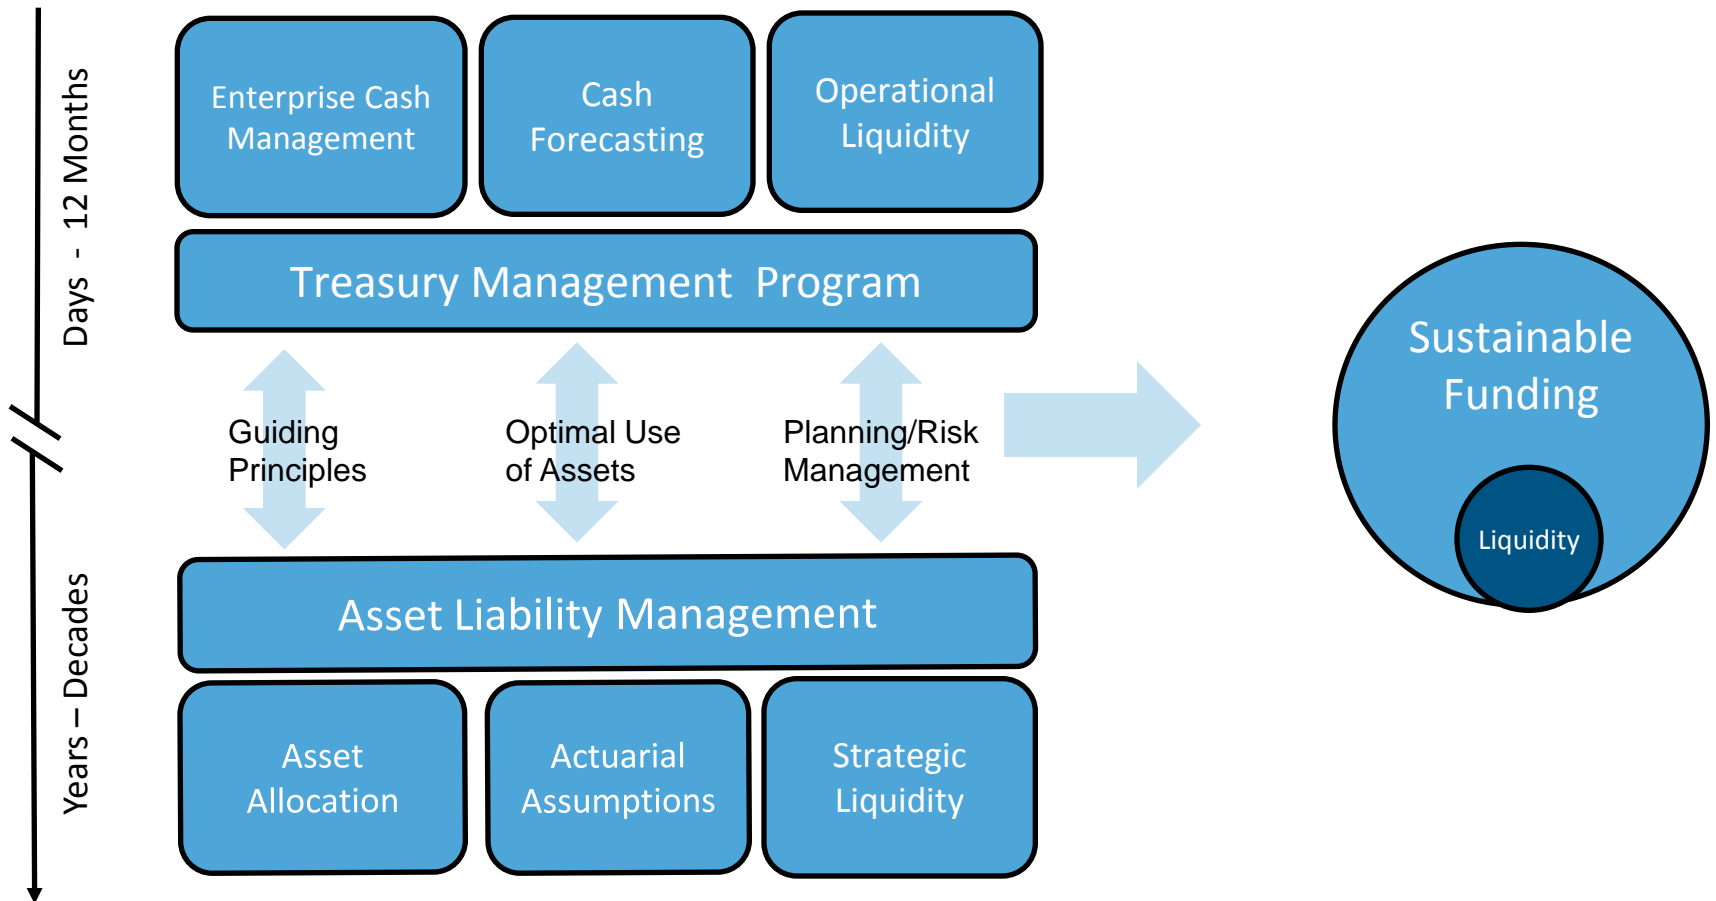 Days - 12 Months
Enterprise Cash
Management
Cash
Forecasting
Operational
Liquidity
Treasury Management Program
Guiding
Principles
Optimal Use
of Assets
Planning/Risk
Management
Sustainable
Funding
Liquidity
Years – Decades
Asset Liability Management
Asset
Allocation
Actuarial
Assumptions
Strategic
Liquidity